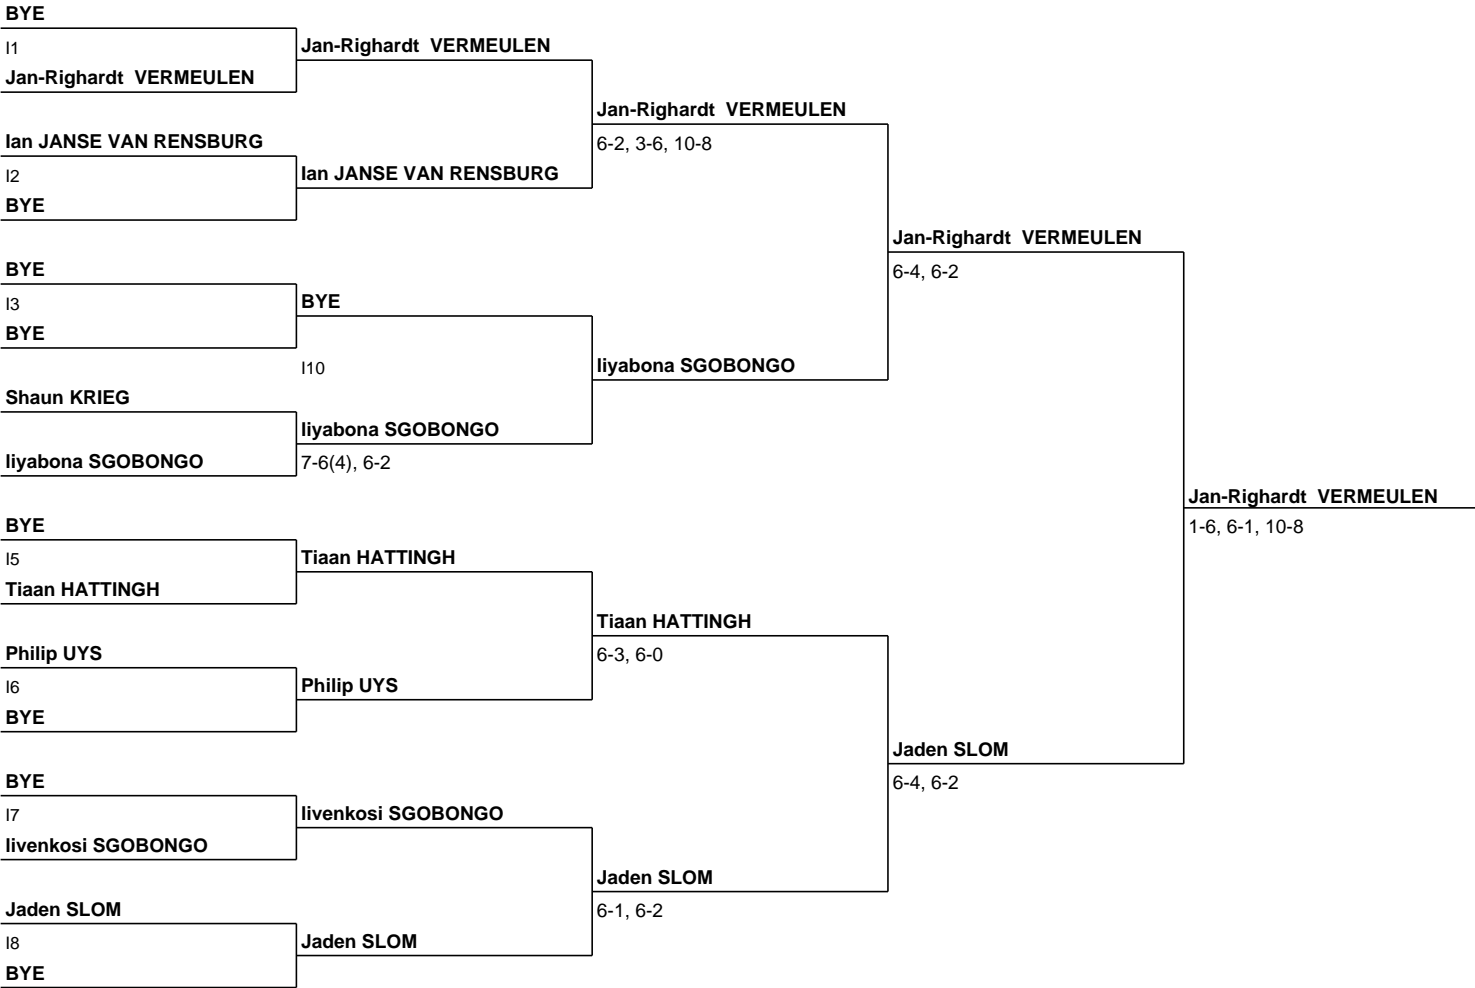 BYE
I1
Jan-Righardt  VERMEULEN
Jan-Righardt  VERMEULEN
Jan-Righardt  VERMEULEN
6-2, 3-6, 10-8
Ian JANSE VAN RENSBURG
I2
Ian JANSE VAN RENSBURG
BYE
Jan-Righardt  VERMEULEN
6-4, 6-2
BYE
I3
BYE
BYE
I10
liyabona SGOBONGO
Shaun KRIEG
liyabona SGOBONGO
liyabona SGOBONGO
7-6(4), 6-2
Jan-Righardt  VERMEULEN
1-6, 6-1, 10-8
BYE
I5
Tiaan HATTINGH
Tiaan HATTINGH
Tiaan HATTINGH
6-3, 6-0
Philip UYS
I6
Philip UYS
BYE
Jaden SLOM
6-4, 6-2
BYE
I7
livenkosi SGOBONGO
livenkosi SGOBONGO
Jaden SLOM
6-1, 6-2
Jaden SLOM
I8
Jaden SLOM
BYE